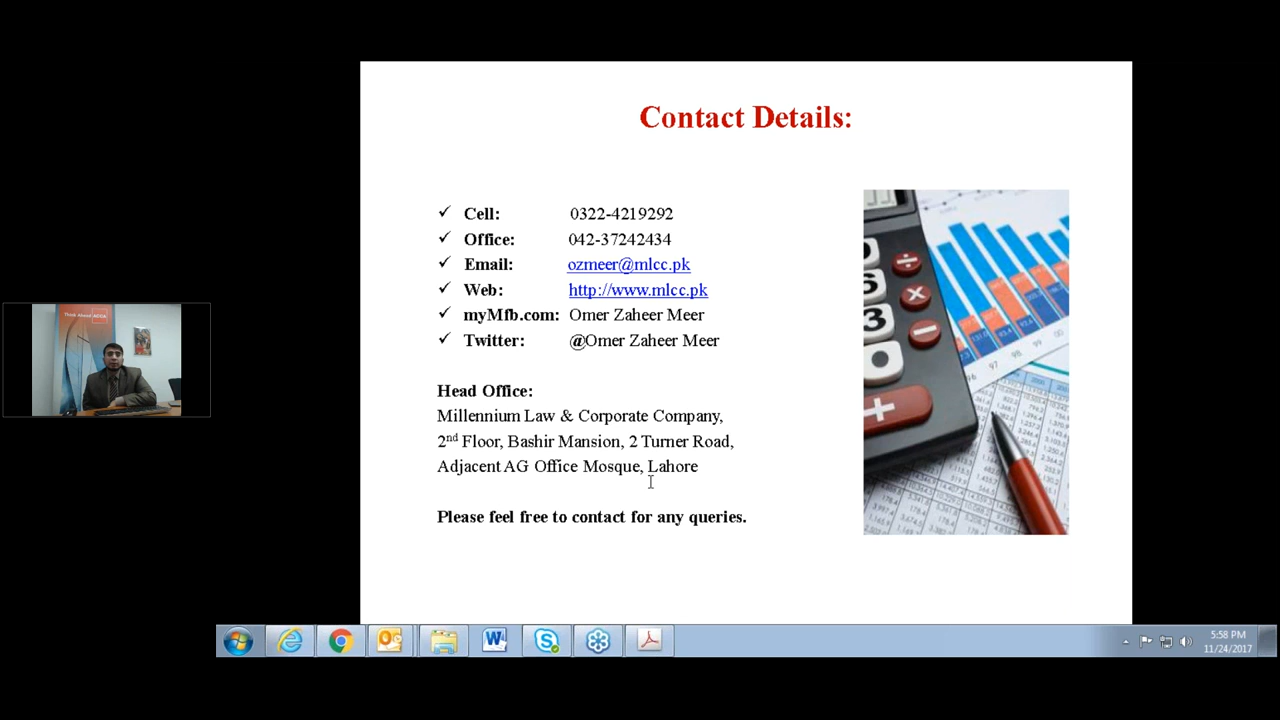 Contact Details:
✓ Cell: 0322-4219292
✓ Office: 042-37242434
✓ Email: ozmeer@mlcc.pk
✓ Web: http://www.mlcc.pk
✓ myMfb.com: Omer Zaheer Meer
✓ Twitter: @Omer Zaheer Meer
Head Office:
Millennium Law & Corporate Company,
2nd Floor, Bashir Mansion, 2 Turner Road,
Adjacent AG Office Mosque, Lahore
Please feel free to contact for any queries.
Think Ahead ACCA
5:58 PM
11/24/2017